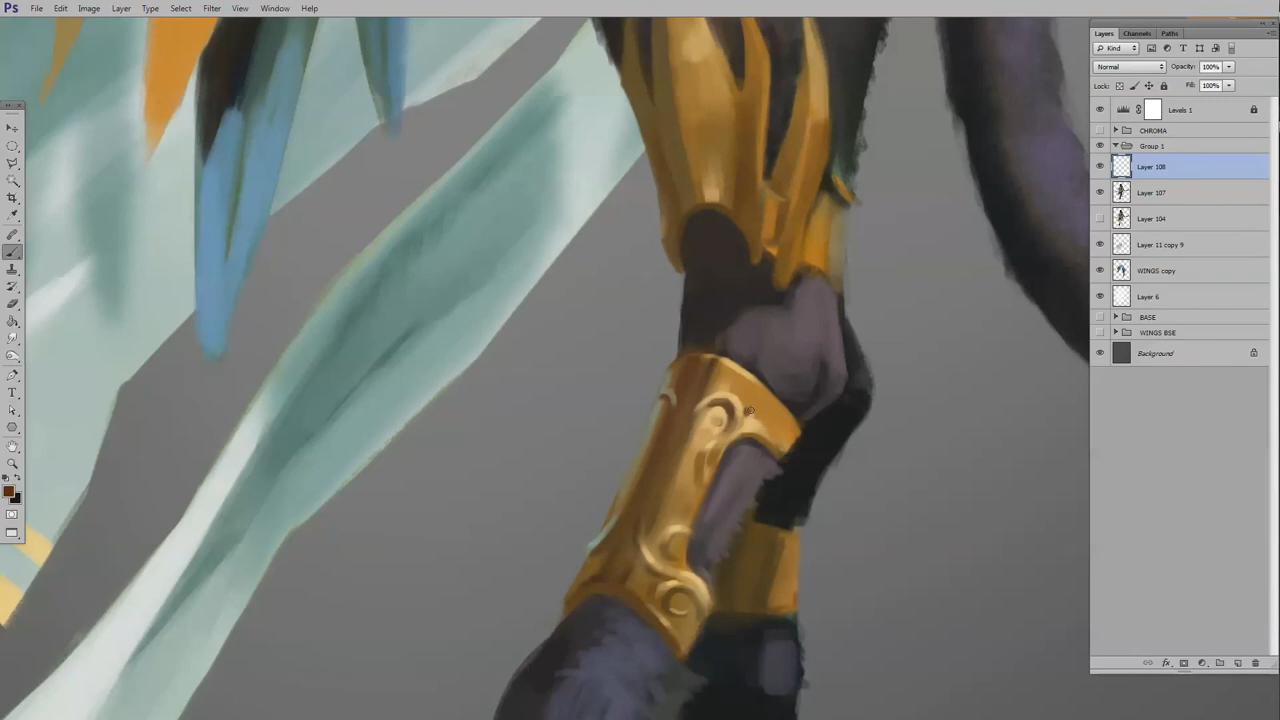 Ps File Edit Image Layer Type Select Filter View Window Help
Layers Channels Paths
Kind
Normal Opacity: 100%
Lock: Fill: 100%
Levels 1
CHROMA
Group 1
Layer 108
Layer 107
Layer 104
Layer 11 copy 9
WINGS copy
Layer 6
BASE
WINGS BSE
Background
fx